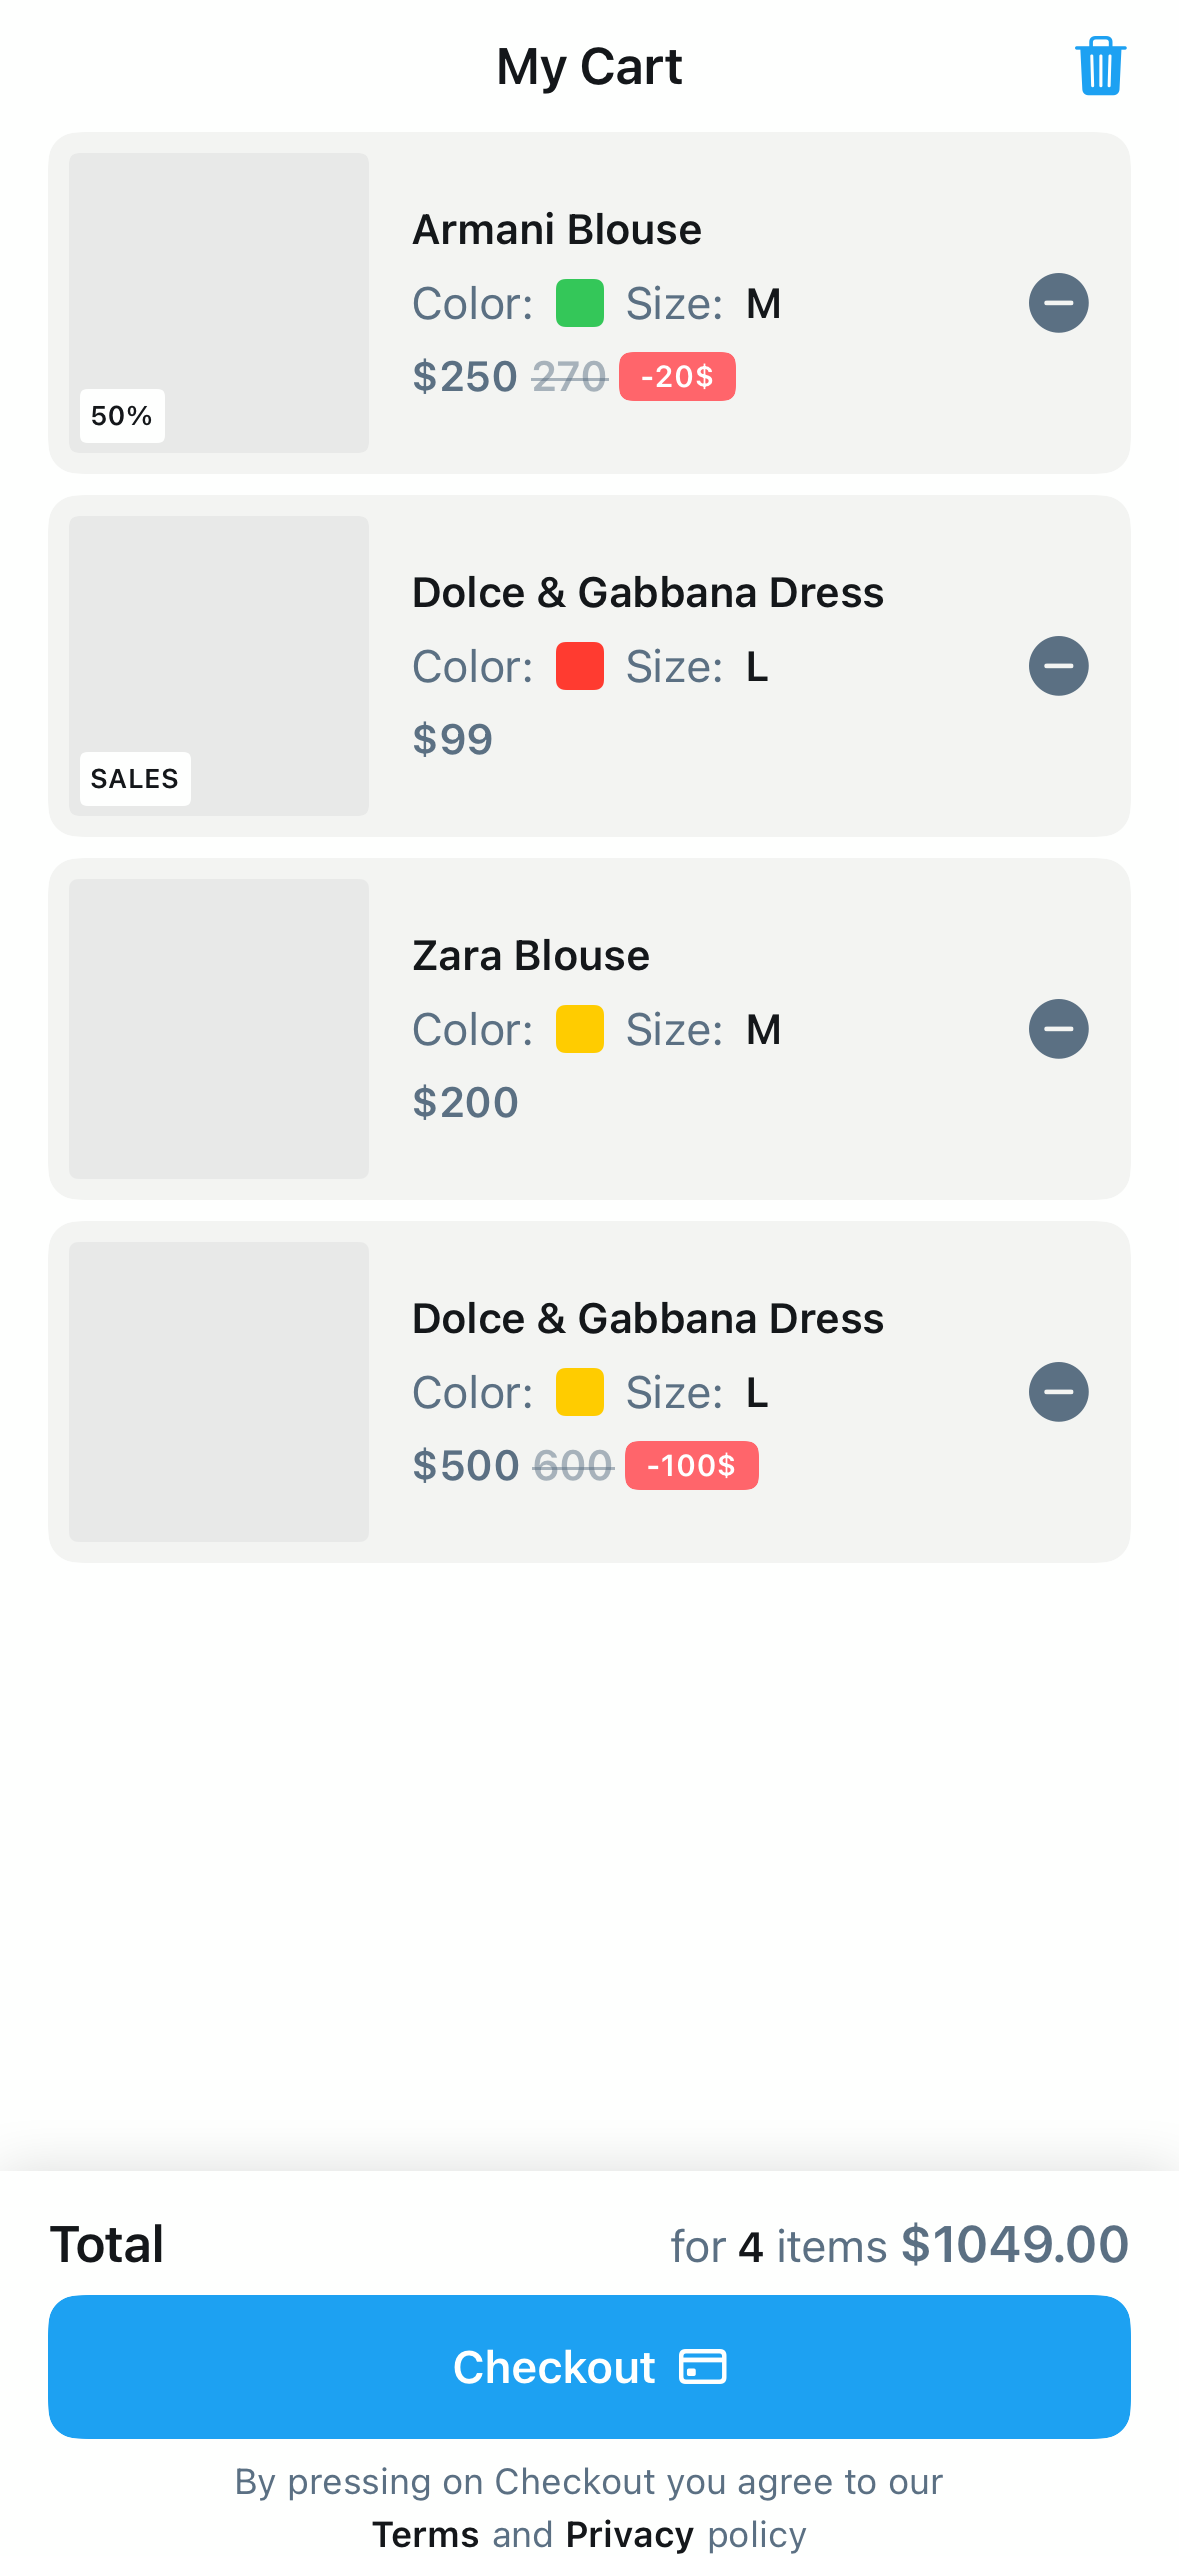 My Cart
Armani Blouse
Color: Size: M
$250 270 -20$
50%
Dolce & Gabbana Dress
Color: Size: L
$99
SALES
Zara Blouse
Color: Size: M
$200
Dolce & Gabbana Dress
Color: Size: L
$500 600 -100$
Total for 4 items $1049.00
Checkout
By pressing on Checkout you agree to our
Terms and Privacy policy